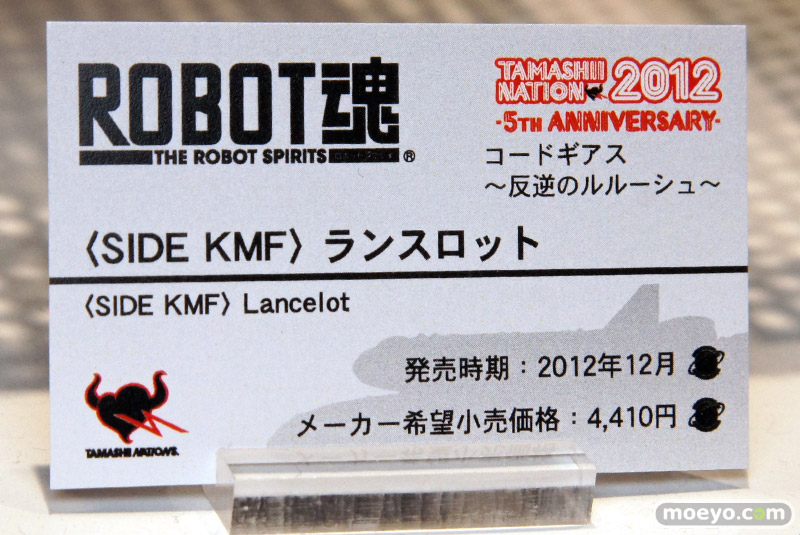 ROBOT魂
THE ROBOT SPIRITS ®
TAMASHII
NATION 2012
-5TH ANNIVERSARY-
コードギアス
〜反逆のルルーシュ〜
〈SIDE KMF〉 ランスロット
〈SIDE KMF〉 Lancelot
発売時期：2012年12月
メーカー希望小売価格：4,410円
TAMASHII NATIONS.
moeyo.com